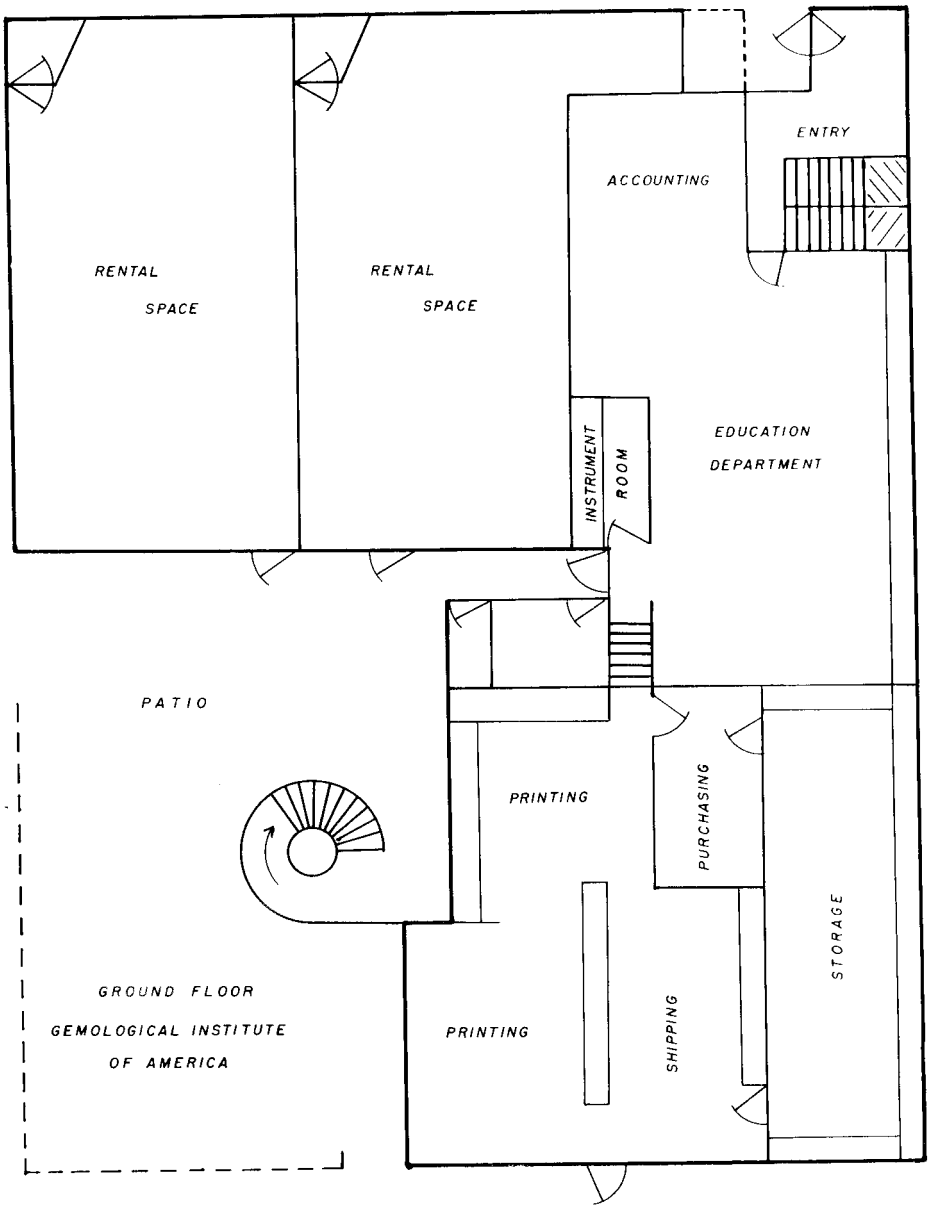 ENTRY
ACCOUNTING
RENTAL
SPACE
RENTAL
SPACE
EDUCATION
DEPARTMENT
INSTRUMENT
ROOM
PATIO
PRINTING
PURCHASING
STORAGE
GROUND FLOOR
GEMOLOGICAL INSTITUTE
OF AMERICA
PRINTING
SHIPPING